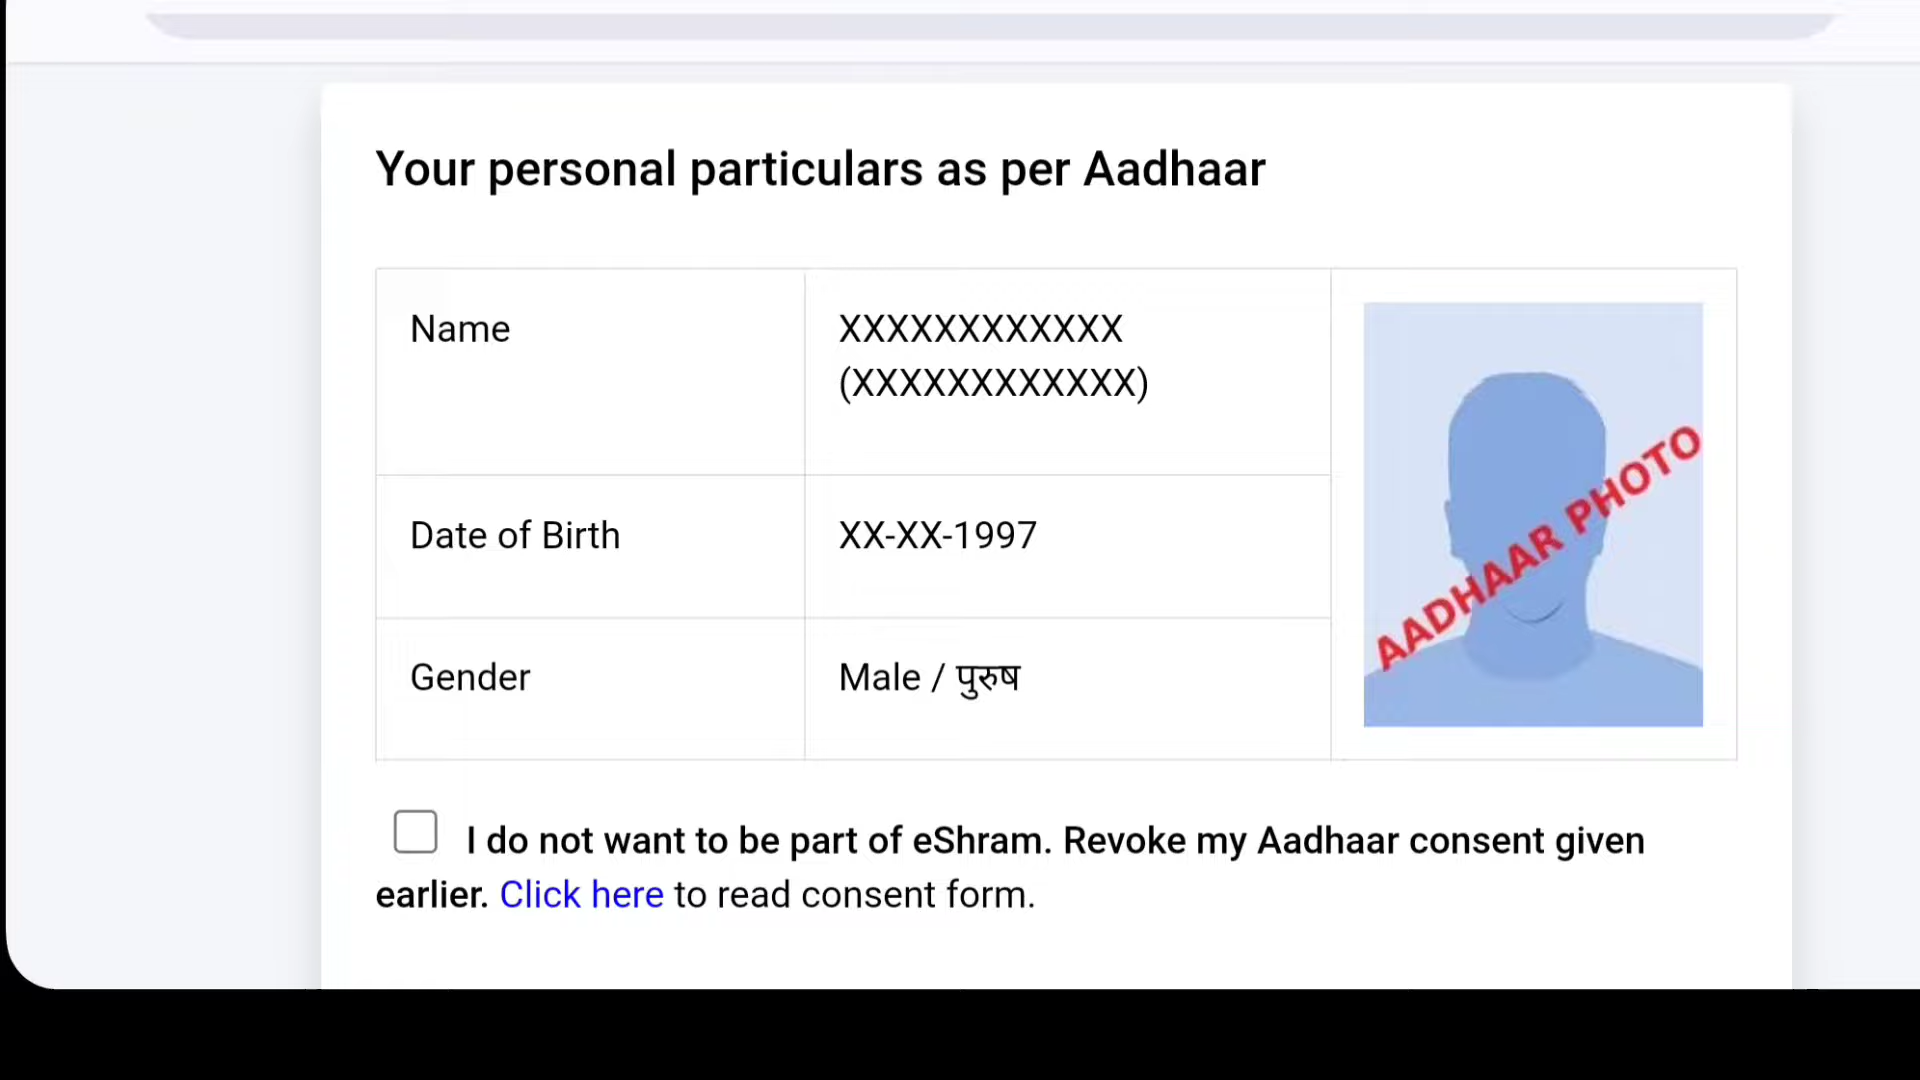 Your personal particulars as per Aadhaar
Name
XXXXXXXXXXXX
(XXXXXXXXXXXX)
Date of Birth
XX-XX-1997
Gender
Male / पुरुष
AADHAAR PHOTO
I do not want to be part of eShram. Revoke my Aadhaar consent given
earlier. Click here to read consent form.